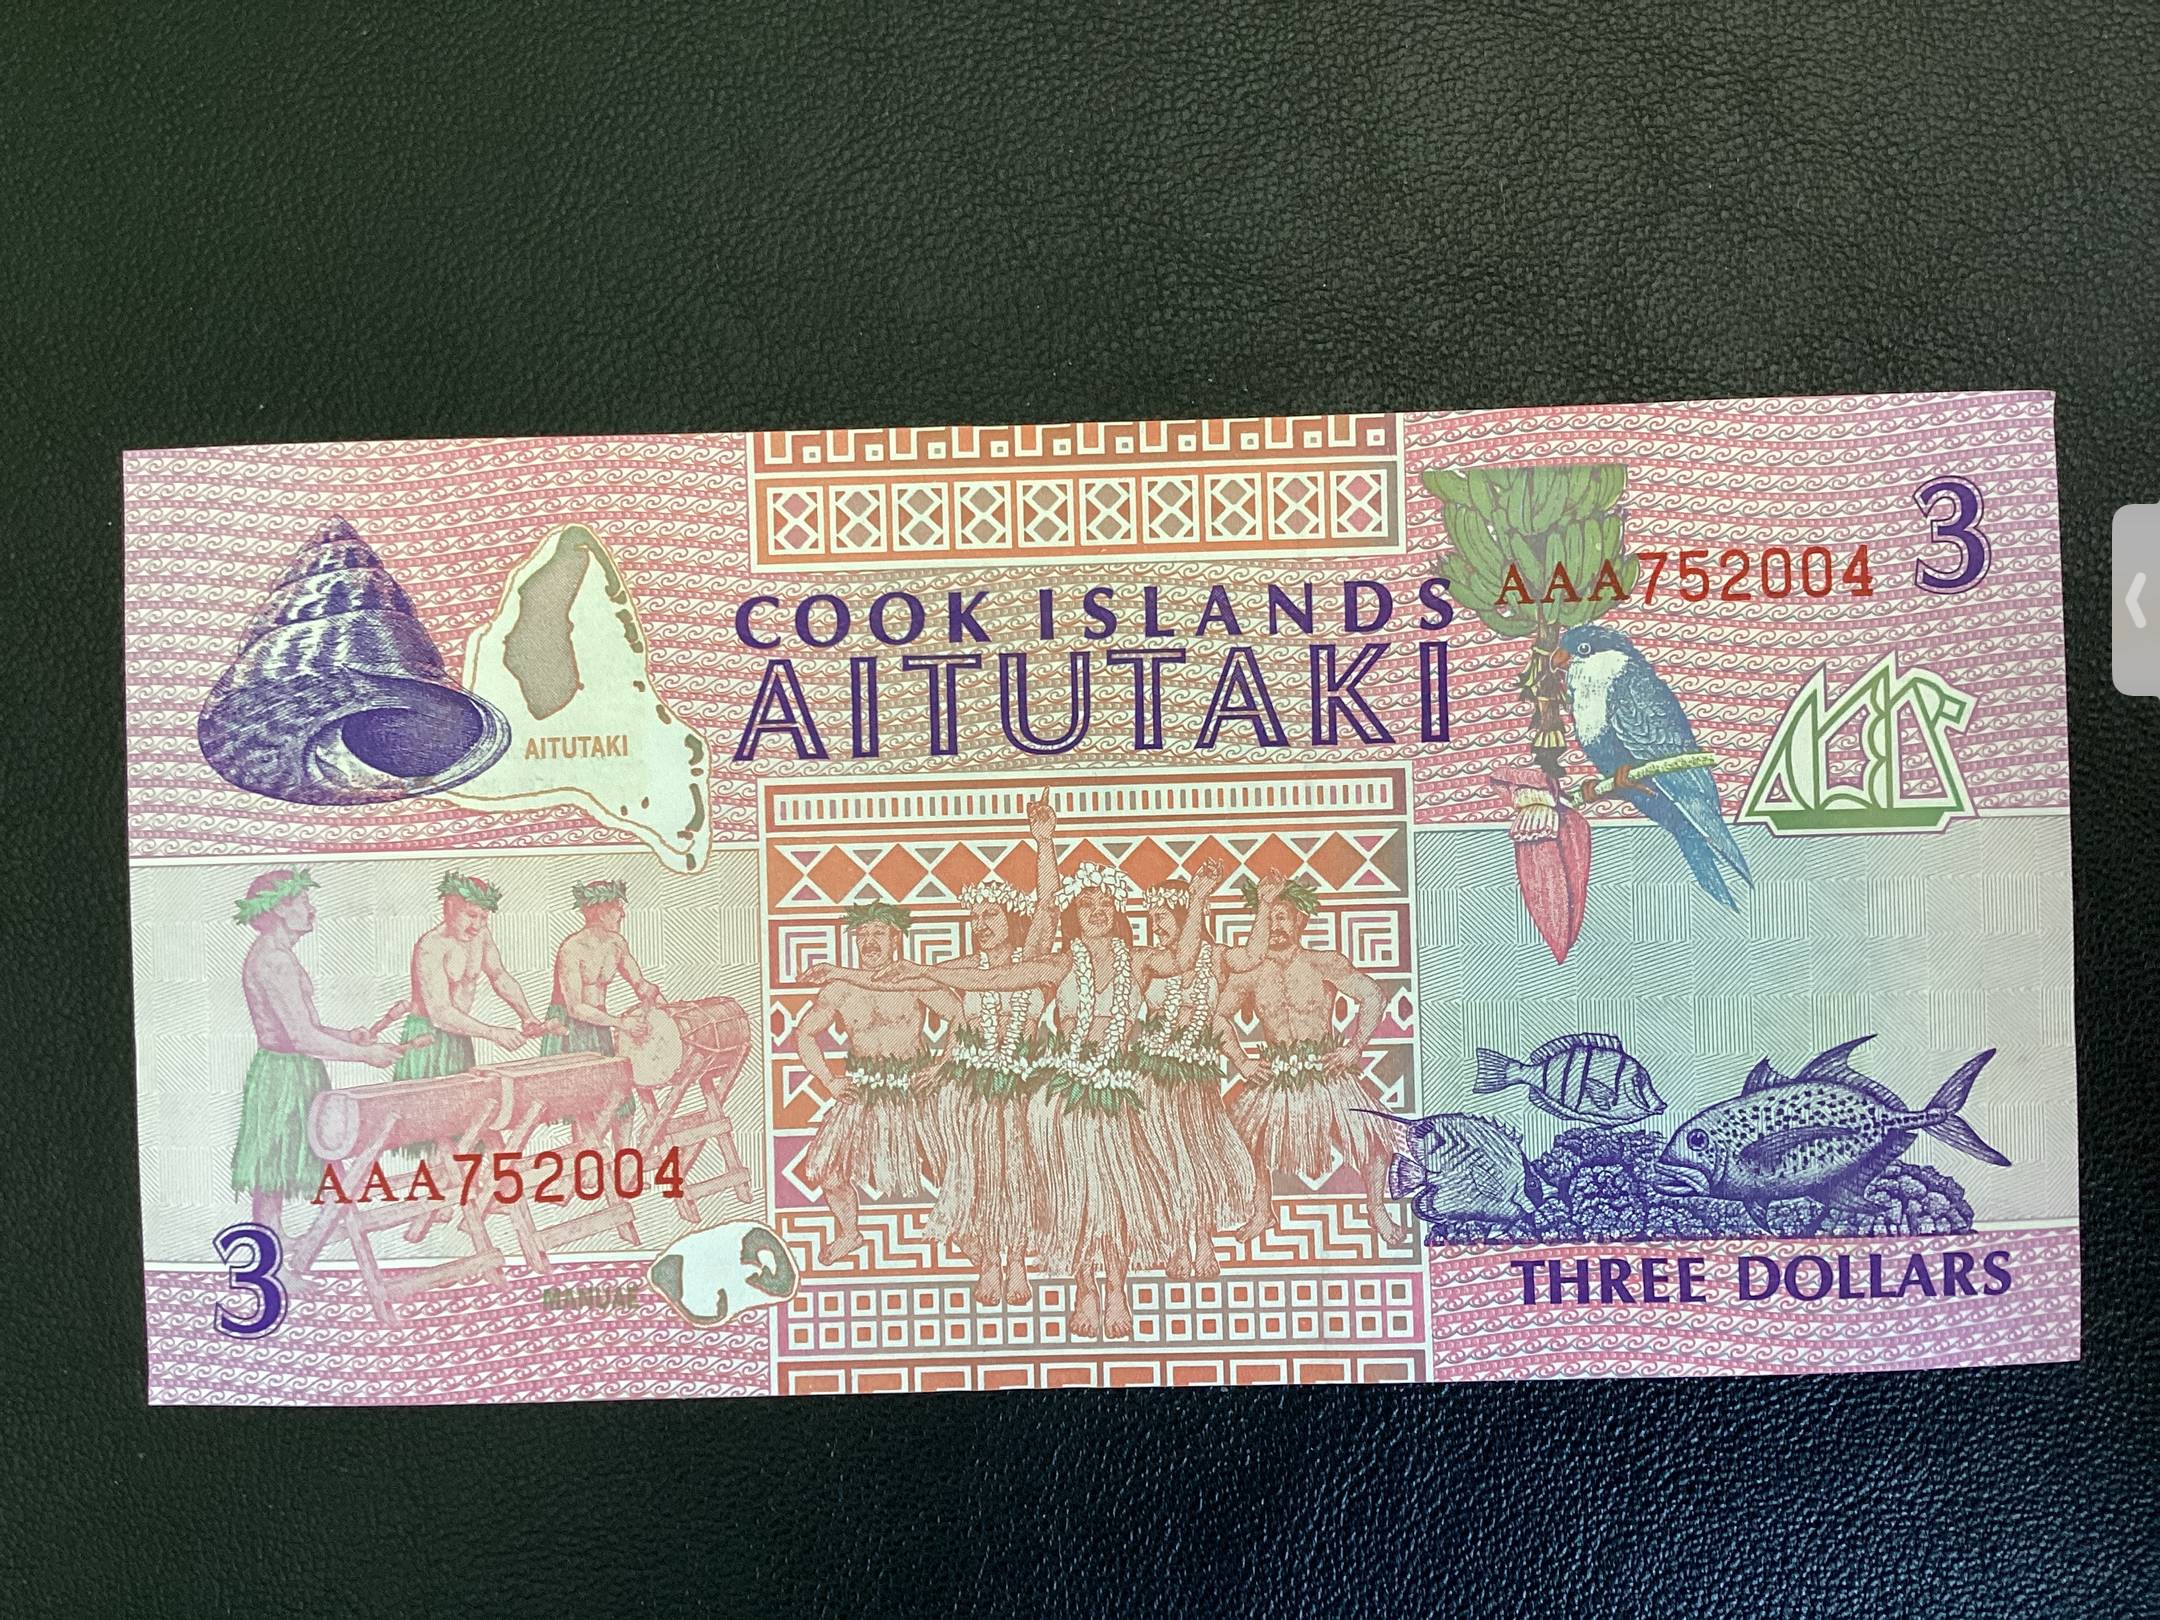 COOK ISLANDS
AITUTAKI
AAA752004
3
AITUTAKI
AAA752004
3
MANUAE
THREE DOLLARS